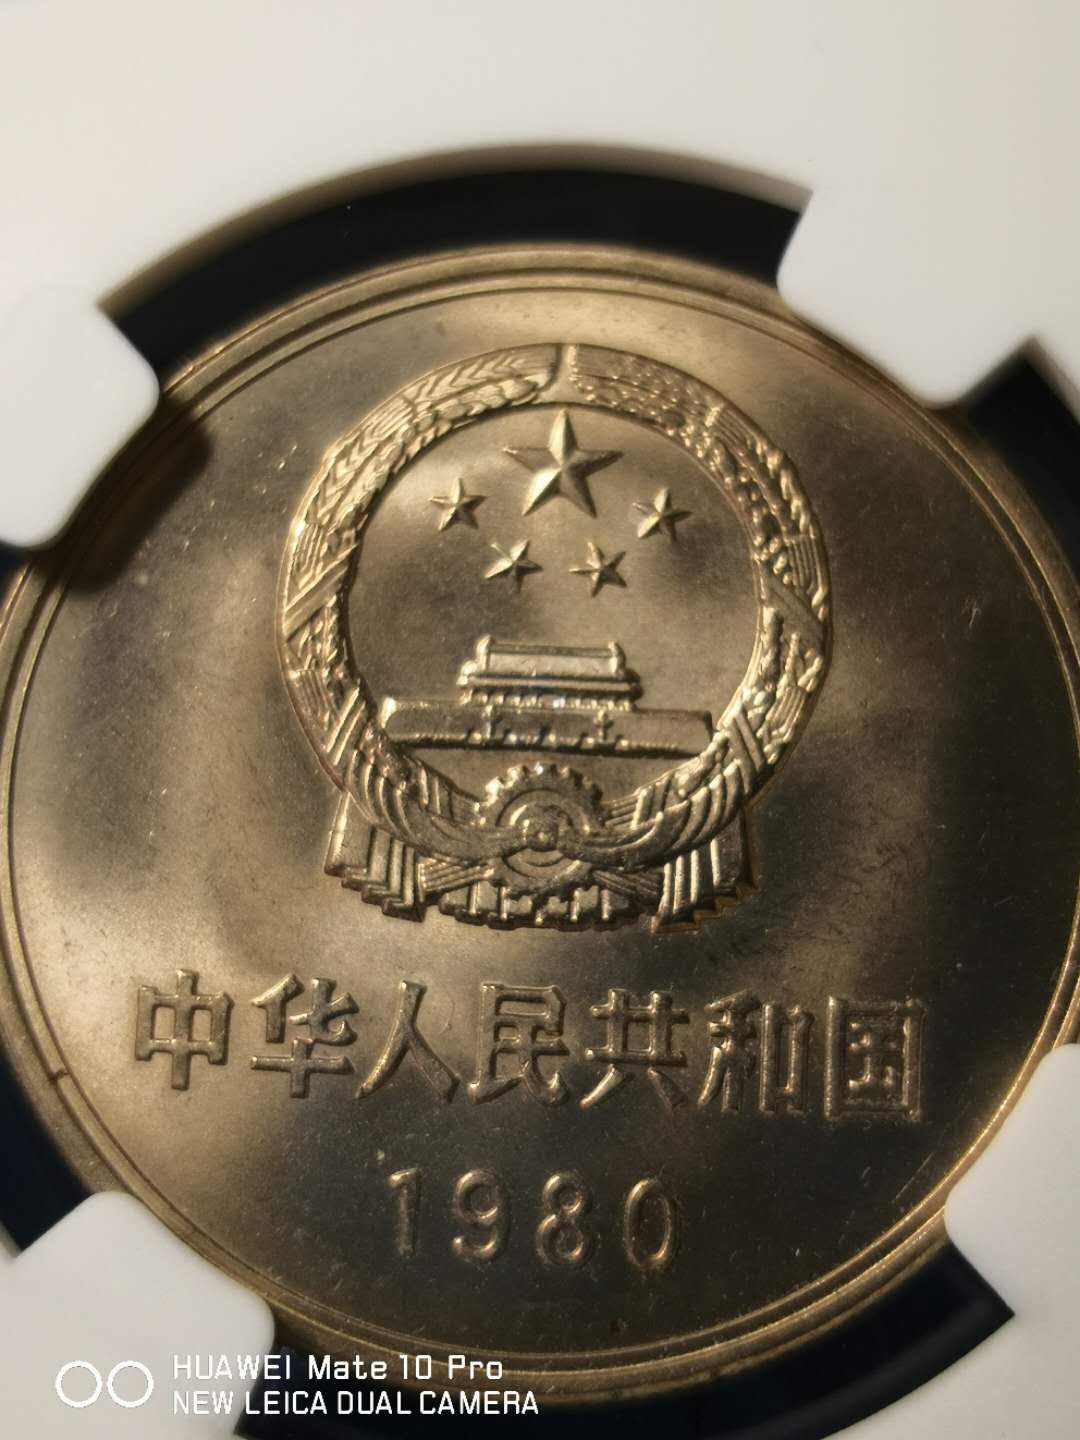 中华人民共和国
1980
HUAWEI Mate 10 Pro
NEW LEICA DUAL CAMERA